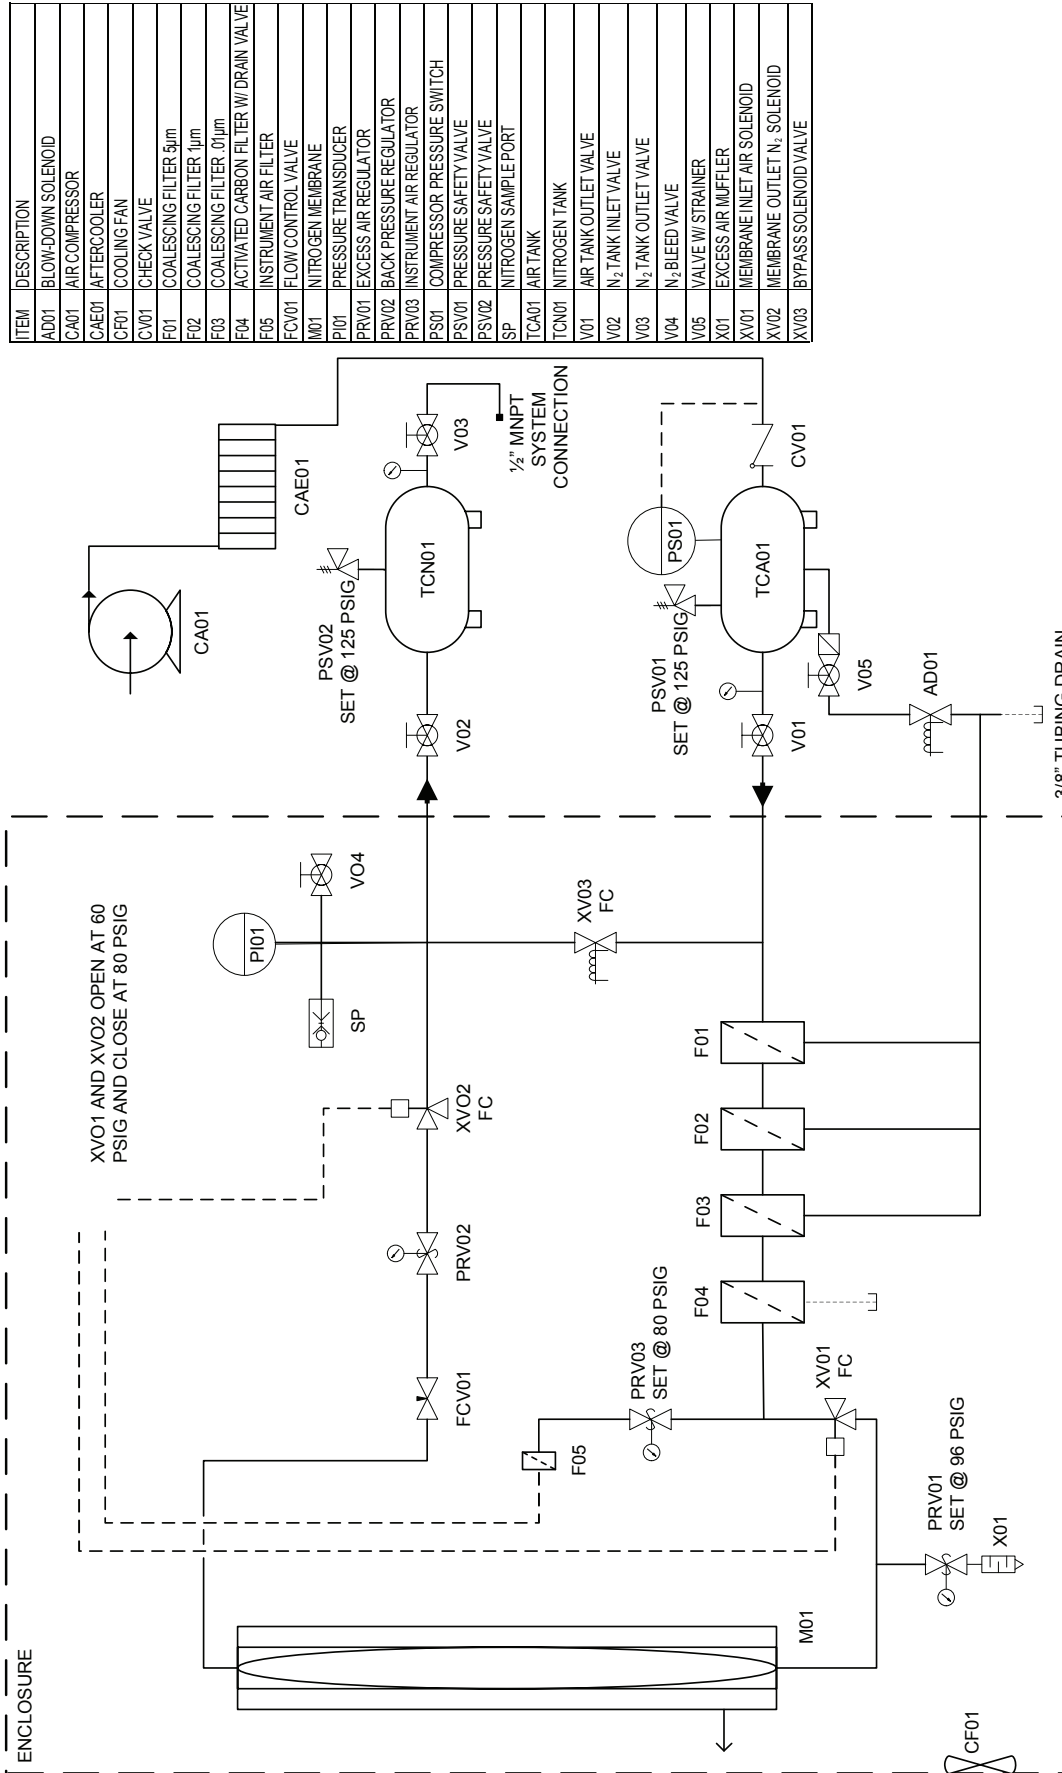 ITEM DESCRIPTION
AD01 BLOW-DOWN SOLENOID
CA01 AIR COMPRESSOR
CAE01 AFTERCOOLER
CF01 COOLING FAN
CV01 CHECK VALVE
F01 COALESCING FILTER 5µm
F02 COALESCING FILTER 1µm
F03 COALESCING FILTER .01µm
F04 ACTIVATED CARBON FILTER W/ DRAIN VALVE
F05 INSTRUMENT AIR FILTER
FCV01 FLOW CONTROL VALVE
M01 NITROGEN MEMBRANE
PI01 PRESSURE TRANSDUCER
PRV01 EXCESS AIR REGULATOR
PRV02 BACK PRESSURE REGULATOR
PRV03 INSTRUMENT AIR REGULATOR
PS01 COMPRESSOR PRESSURE SWITCH
PSV01 PRESSURE SAFETY VALVE
PSV02 PRESSURE SAFETY VALVE
SP NITROGEN SAMPLE PORT
TCA01 AIR TANK
TCN01 NITROGEN TANK
V01 AIR TANK OUTLET VALVE
V02 N₂ TANK INLET VALVE
V03 N₂ TANK OUTLET VALVE
V04 N₂ BLEED VALVE
V05 VALVE W/ STRAINER
X01 EXCESS AIR MUFFLER
XV01 MEMBRANE INLET AIR SOLENOID
XV02 MEMBRANE OUTLET N₂ SOLENOID
XV03 BYPASS SOLENOID VALVE
ENCLOSURE
XVO1 AND XVO2 OPEN AT 60
PSIG AND CLOSE AT 80 PSIG
CA01
CAE01
PSV02
SET @ 125 PSIG
TCN01
V02
V03
½" MNPT
SYSTEM
CONNECTION
PI01
VO4
SP
XVO2
FC
PRV02
FCV01
XV03
FC
PSV01
SET @ 125 PSIG
PS01
TCA01
CV01
V01
V05
AD01
3/8" TUBING DRAIN
F01
F02
F03
F04
PRV03
SET @ 80 PSIG
F05
XV01
FC
PRV01
SET @ 96 PSIG
X01
M01
CF01